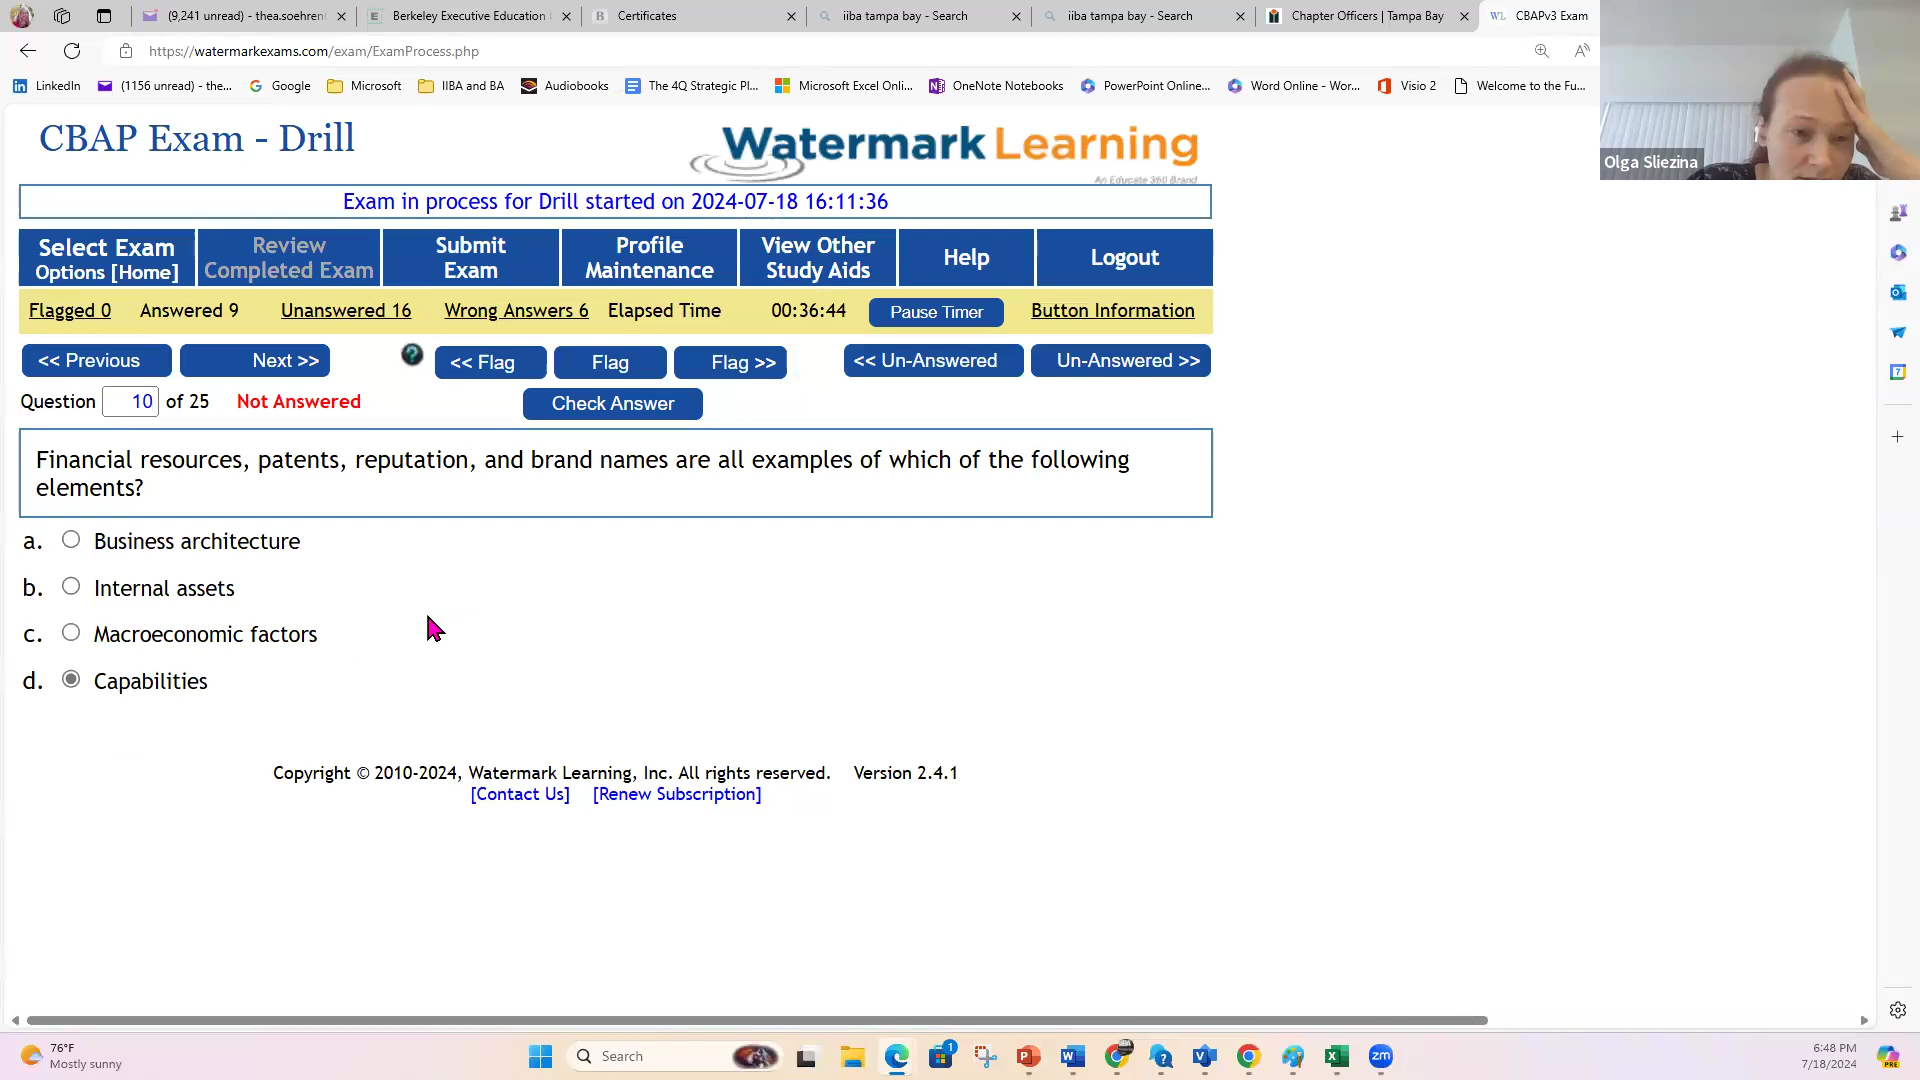 (9,241 unread) - thea.soehren
Berkeley Executive Education
Certificates
iiba tampa bay - Search
iiba tampa bay - Search
Chapter Officers | Tampa Bay
WL CBAPv3 Exam
https://watermarkexams.com/exam/ExamProcess.php
LinkedIn
(1156 unread) - the...
Google
Microsoft
IIBA and BA
Audiobooks
The 4Q Strategic Pl...
Microsoft Excel Onli...
OneNote Notebooks
PowerPoint Online...
Word Online - Wor...
Visio 2
Welcome to the Fu...
Olga Sliezina
CBAP Exam - Drill
Watermark Learning
An Educate 360 Brand
Exam in process for Drill started on 2024-07-18 16:11:36
Select Exam
Options [Home]
Review
Completed Exam
Submit
Exam
Profile
Maintenance
View Other
Study Aids
Help
Logout
Flagged 0 Answered 9 Unanswered 16 Wrong Answers 6 Elapsed Time 00:36:44 Pause Timer Button Information
<< Previous Next >> ? << Flag Flag Flag >> << Un-Answered Un-Answered >>
Question 10 of 25 Not Answered Check Answer
Financial resources, patents, reputation, and brand names are all examples of which of the following
elements?
a. Business architecture
b. Internal assets
c. Macroeconomic factors
d. Capabilities
Copyright © 2010-2024, Watermark Learning, Inc. All rights reserved. Version 2.4.1
[Contact Us] [Renew Subscription]
76°F
Mostly sunny
Search
6:48 PM
7/18/2024